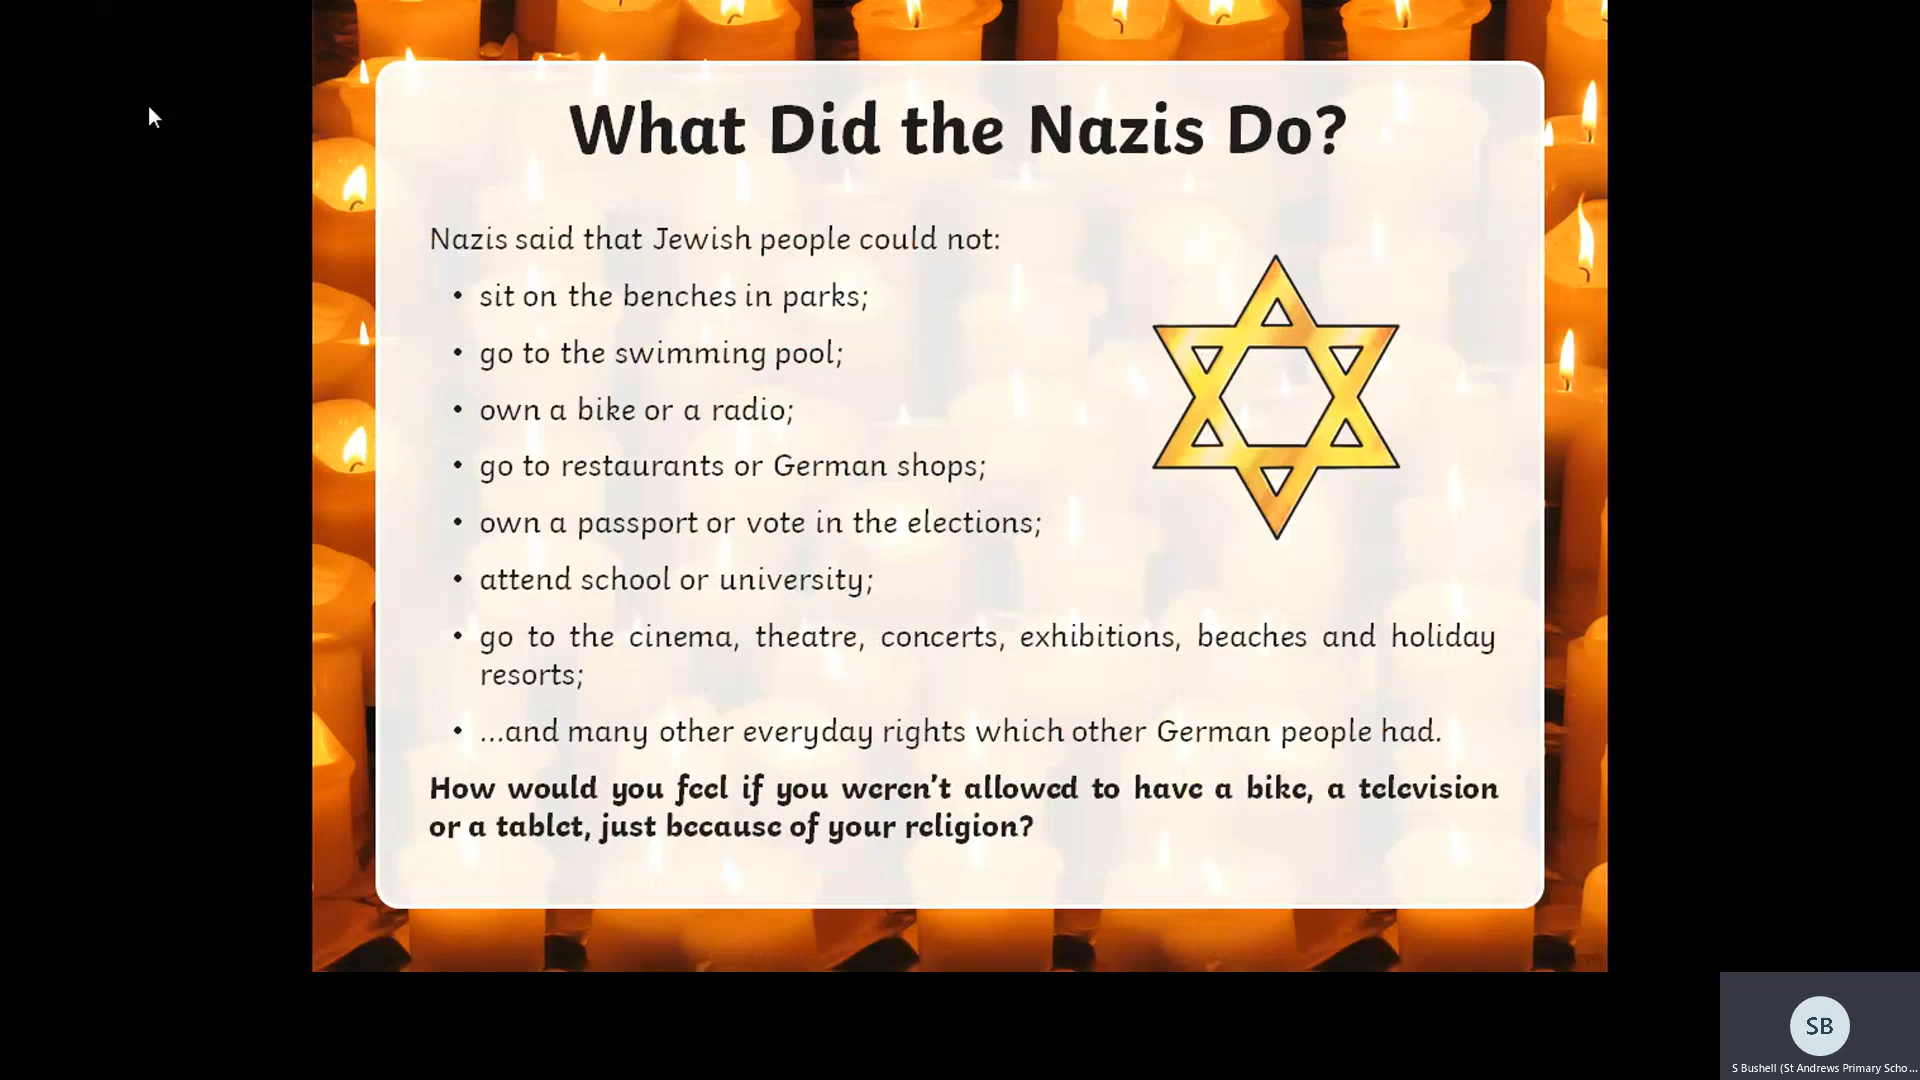 What Did the Nazis Do?
Nazis said that Jewish people could not:
• sit on the benches in parks;
• go to the swimming pool;
• own a bike or a radio;
• go to restaurants or German shops;
• own a passport or vote in the elections;
• attend school or university;
• go to the cinema, theatre, concerts, exhibitions, beaches and holiday
resorts;
• ...and many other everyday rights which other German people had.
How would you feel if you weren't allowed to have a bike, a television
or a tablet, just because of your religion?
SB
S Bushell (St Andrews Primary Scho...